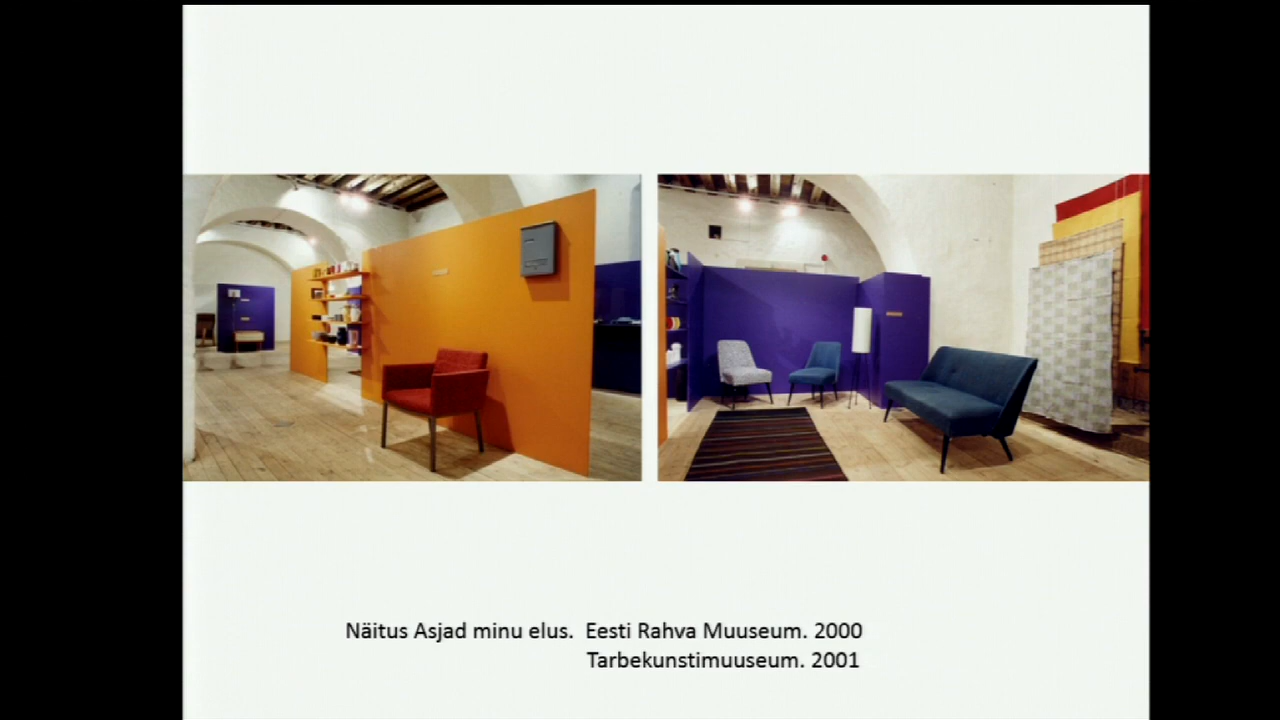 Näitus Asjad minu elus. Eesti Rahva Muuseum. 2000
Tarbekunstimuuseum. 2001